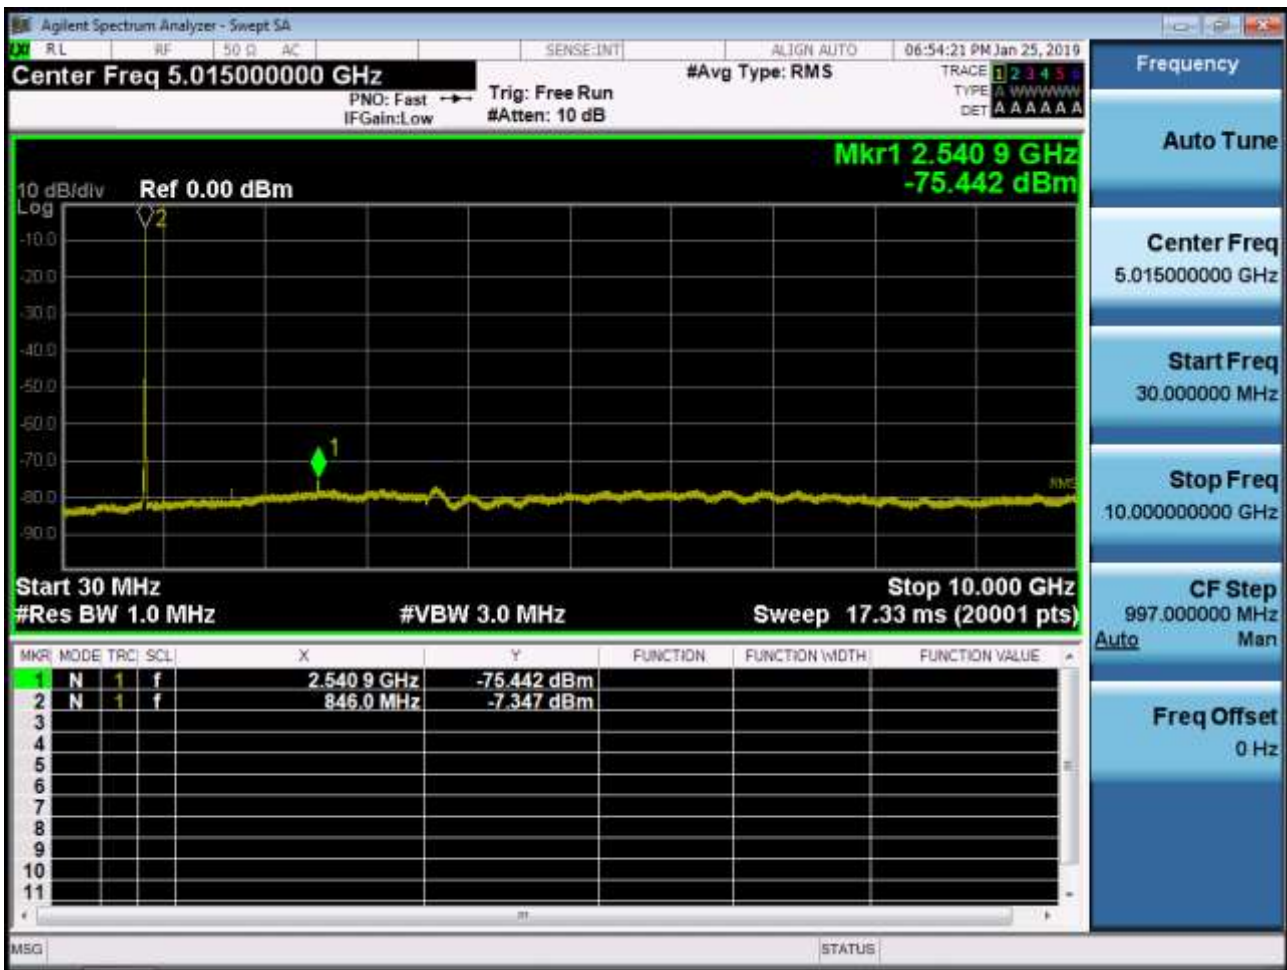 Agilent Spectrum Analyzer - Swept SA
LXI RL RF 50 Ω AC SENSE:INT ALIGN AUTO 06:54:21 PM Jan 25, 2019
Center Freq 5.015000000 GHz
PNO: Fast
IFGain:Low
Trig: Free Run
#Atten: 10 dB
#Avg Type: RMS
TRACE 1 2 3 4 5 6
TYPE A WWWWW
DET A A A A A A
Mkr1 2.540 9 GHz
-75.442 dBm
10 dB/div Ref 0.00 dBm
Log
2
-10.0
-20.0
-30.0
-40.0
-50.0
-60.0
1
-70.0
RMS
-80.0
-90.0
Start 30 MHz Stop 10.000 GHz
#Res BW 1.0 MHz #VBW 3.0 MHz Sweep 17.33 ms (20001 pts)
MKR MODE TRC SCL X Y FUNCTION FUNCTION WIDTH FUNCTION VALUE
1 N 1 f 2.540 9 GHz -75.442 dBm
2 N 1 f 846.0 MHz -7.347 dBm
3
4
5
6
7
8
9
10
11
MSG STATUS
Frequency
Auto Tune
Center Freq
5.015000000 GHz
Start Freq
30.000000 MHz
Stop Freq
10.000000000 GHz
CF Step
997.000000 MHz
Auto Man
Freq Offset
0 Hz